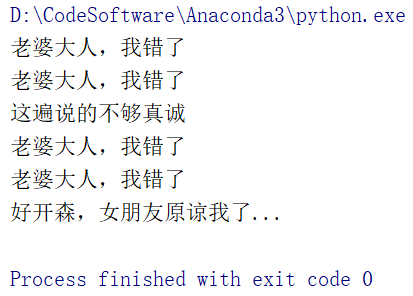 D:\CodeSoftware\Anaconda3\python.exe
老婆大人，我错了
老婆大人，我错了
这遍说的不够真诚
老婆大人，我错了
老婆大人，我错了
好开森，女朋友原谅我了...
Process finished with exit code 0